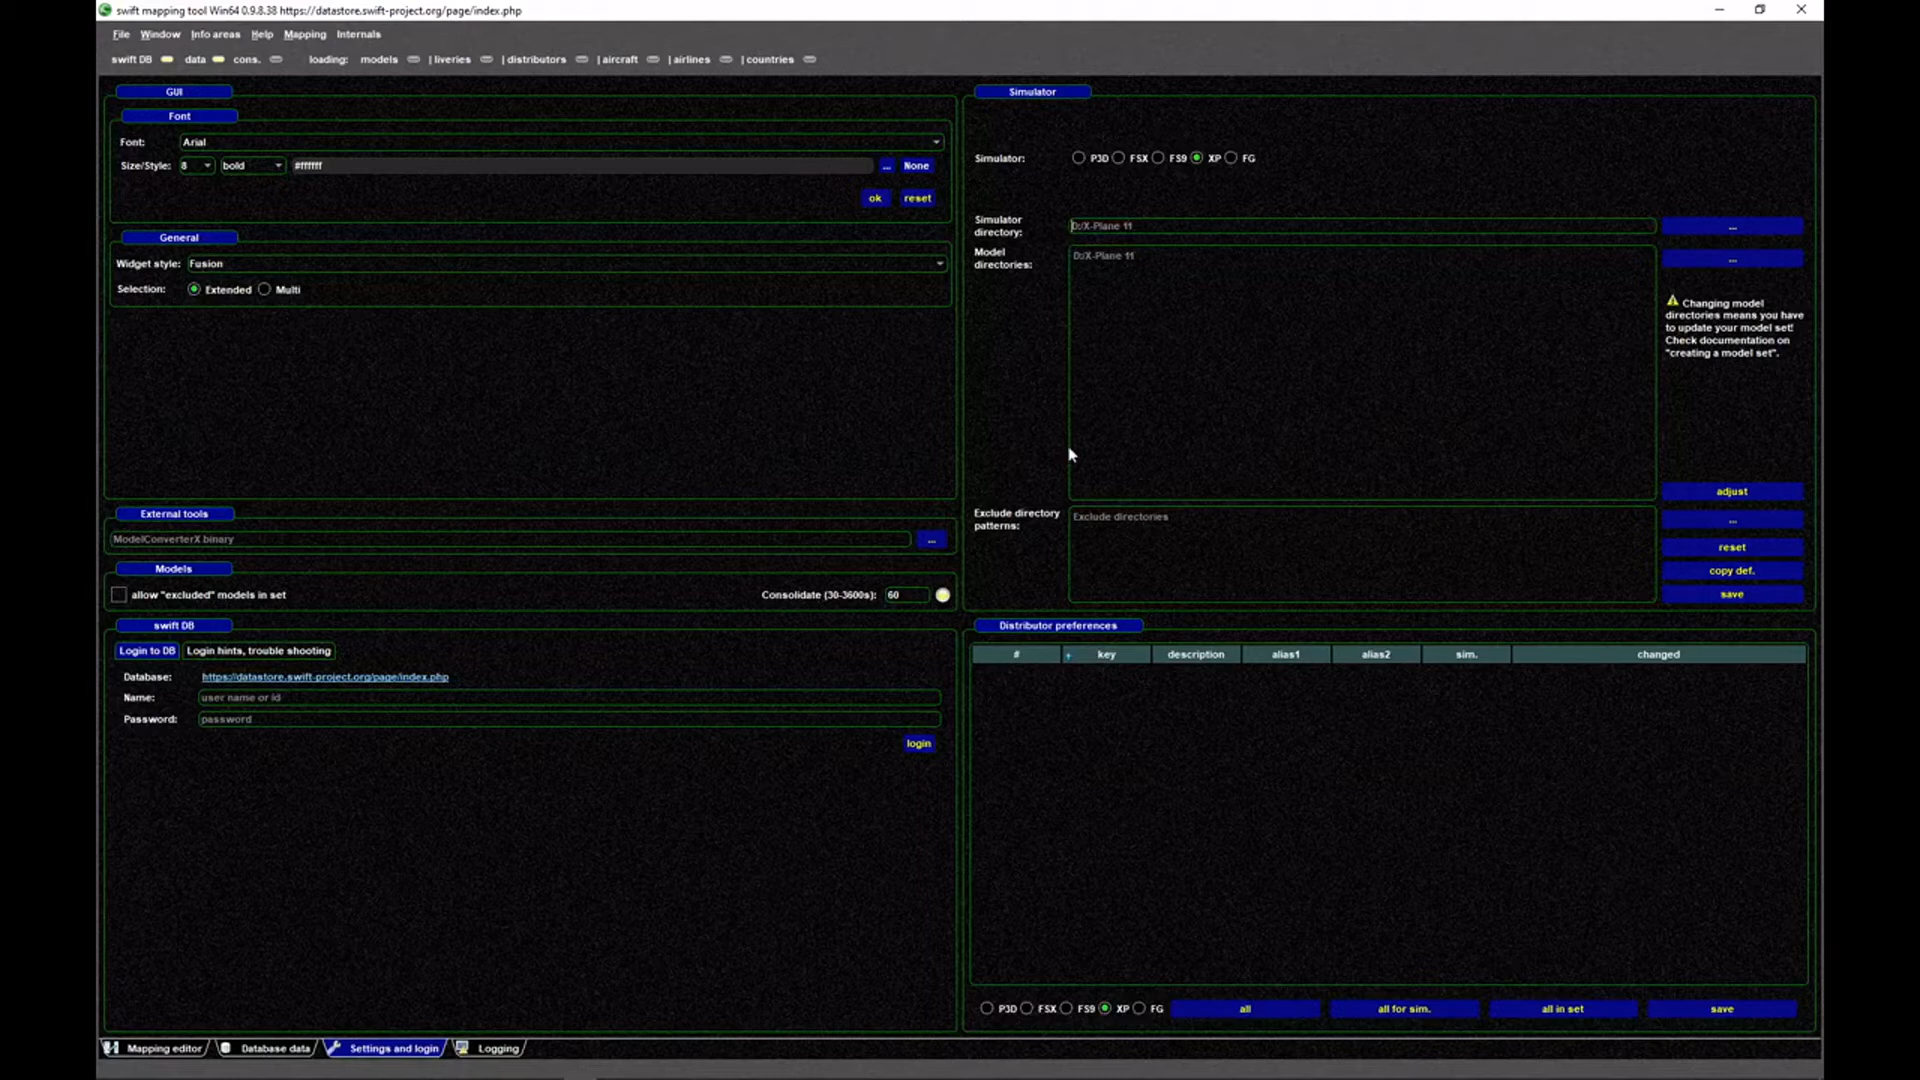 swift mapping tool Win64 0.9.8.38 https://datastore.swift-project.org/page/index.php
File Window Info areas Help Mapping Internals
swift DB data cons. loading: models | liveries | distributors | aircraft | airlines | countries
GUI
Font
Font: Arial
Size/Style: 8 bold #ffffff ... None
ok reset
General
Widget style: Fusion
Selection: Extended Multi
External tools
ModelConverterX binary ...
Models
allow "excluded" models in set Consolidate (30-3600s): 60
swift DB
Login to DB Login hints, trouble shooting
Database: https://datastore.swift-project.org/page/index.php
Name: user name or id
Password: password
login
Simulator
Simulator: P3D FSX FS9 XP FG
Simulator
directory: D:/X-Plane 11 ...
Model
directories: D:/X-Plane 11 ...
Changing model
directories means you have
to update your model set!
Check documentation on
"creating a model set".
adjust
Exclude directory
patterns: Exclude directories ...
reset
copy def.
save
Distributor preferences
# key description alias1 alias2 sim. changed
P3D FSX FS9 XP FG all all for sim. all in set save
Mapping editor Database data Settings and login Logging